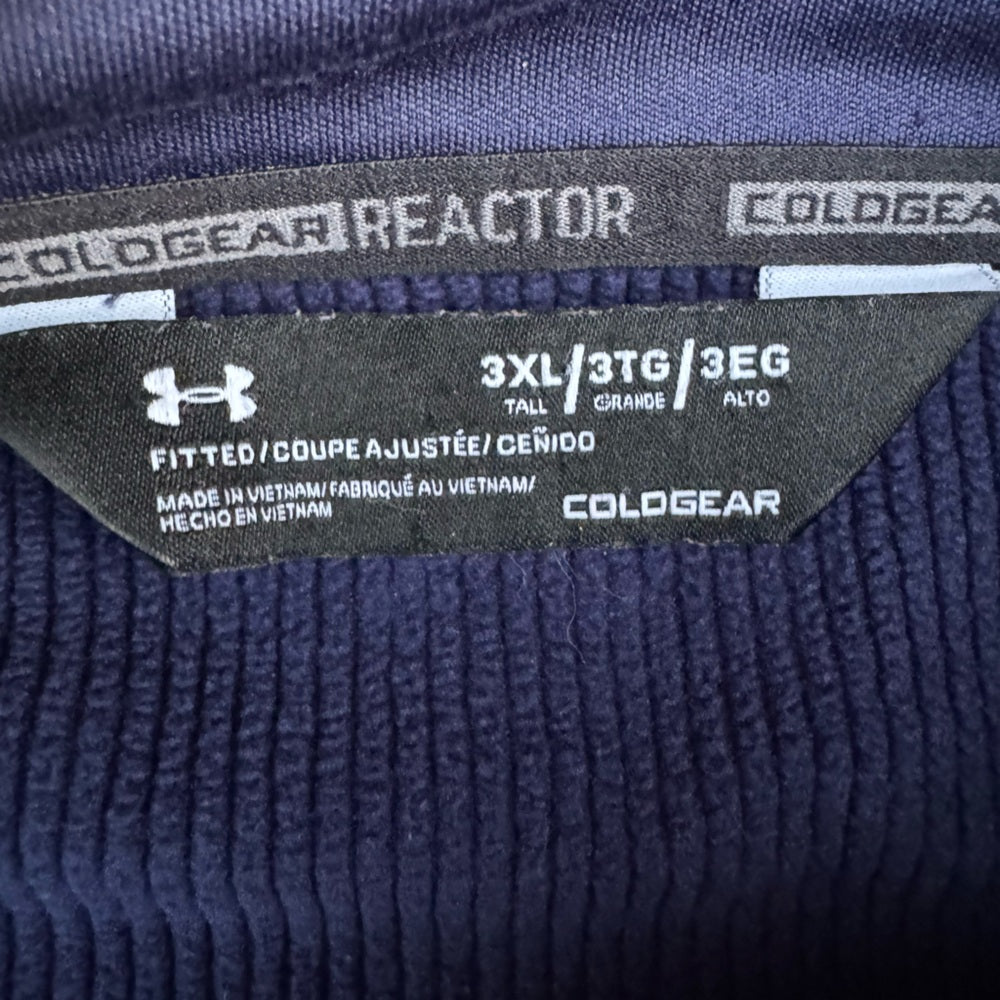 COLDGEAR REACTOR COLDGEA
3XL/3TG/3EG
TALL GRANDE ALTO
FITTED/COUPE AJUSTÉE/CEÑIDO
MADE IN VIETNAM/FABRIQUÉ AU VIETNAM/
HECHO EN VIETNAM
COLDGEAR